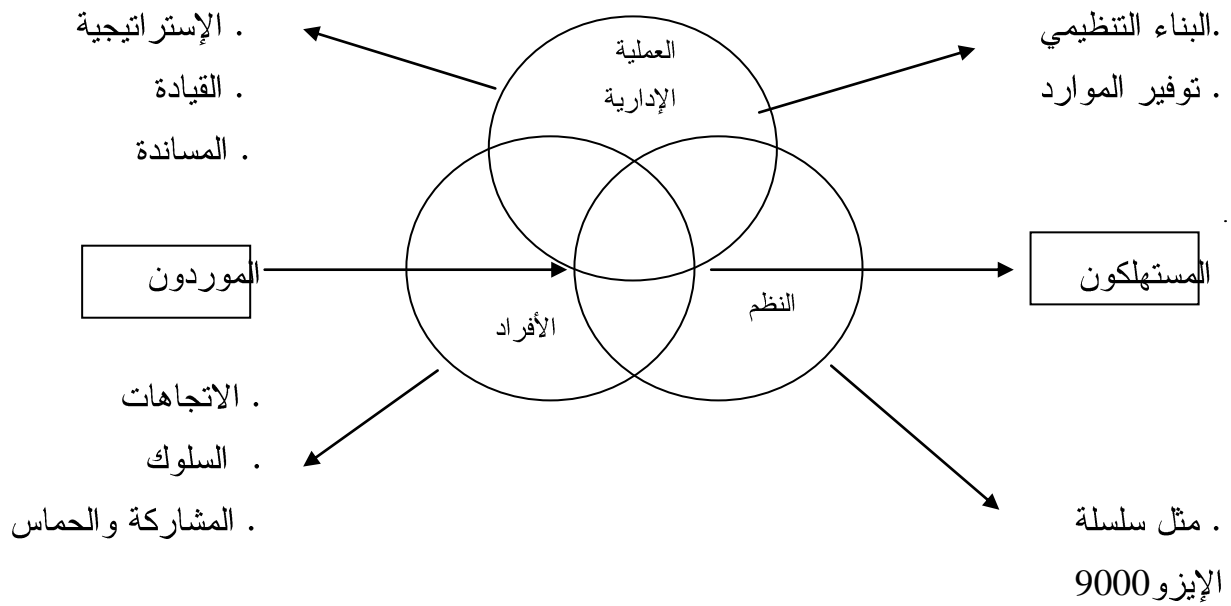 .البناء التنظيمي
. توفير الموارد
العملية
الإدارية
. الإستراتيجية
. القيادة
. المساندة
المستهلكون
النظم
الأفراد
الموردون
. مثل سلسلة
الإيزو 9000
. الاتجاهات
. السلوك
. المشاركة والحماس